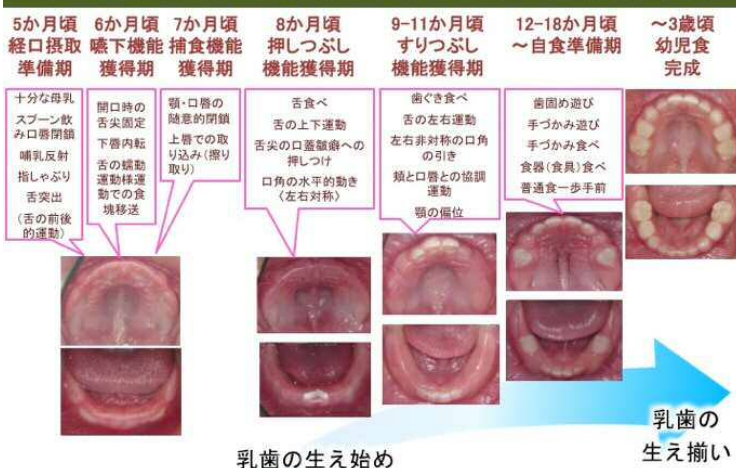 5か月頃
経口摂取
準備期
6か月頃
嚥下機能
獲得期
7か月頃
捕食機能
獲得期
8か月頃
押しつぶし
機能獲得期
9-11か月頃
すりつぶし
機能獲得期
12-18か月頃
～自食準備期
～3歳頃
幼児食
完成
十分な母乳
スプーン飲
み口唇閉鎖
哺乳反射
指しゃぶり
舌突出
(舌の前後
的運動)
開口時の
舌尖固定
下唇内転
舌の蠕動
運動様運
動での食
塊移送
顎・口唇の
随意的閉鎖
上唇での取
り込み(擦り
取り)
舌食べ
舌の上下運動
舌尖の口蓋皺襞への
押しつけ
口角の水平的動き
〈左右対称〉
歯ぐき食べ
舌の左右運動
左右非対称の口角
の引き
頬と口唇との協調
運動
顎の偏位
歯固め遊び
手づかみ遊び
手づかみ食べ
食器(食具)食べ
普通食一歩手前
乳歯の生え始め
乳歯の
生え揃い